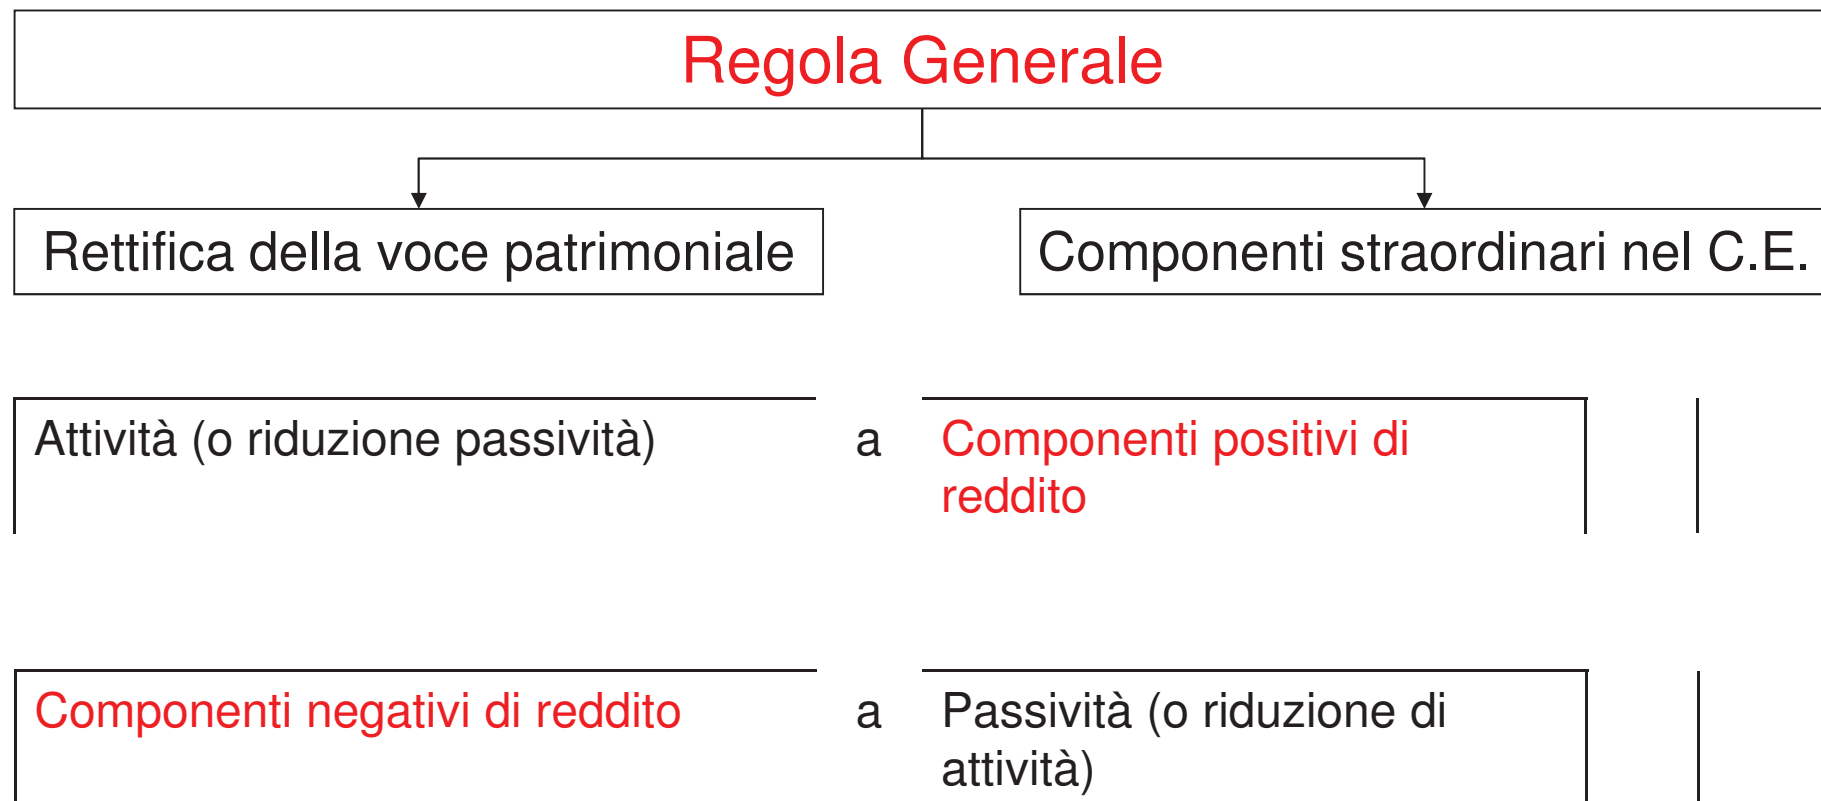 Regola Generale
Rettifica della voce patrimoniale
Componenti straordinari nel C.E.
Attività (o riduzione passività)
a
Componenti positivi di
reddito
Componenti negativi di reddito
a
Passività (o riduzione di
attività)